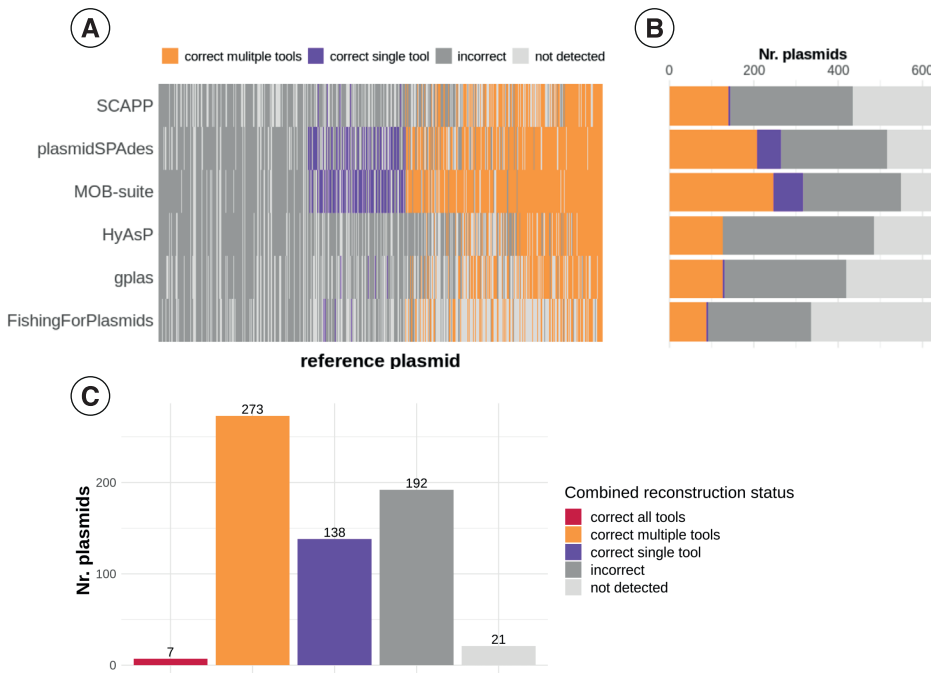 A
correct mulitple tools correct single tool incorrect not detected
SCAPP
plasmidSPAdes
MOB-suite
HyAsP
gplas
FishingForPlasmids
reference plasmid
B
Nr. plasmids
0 200 400 600
C
Nr. plasmids
200
100
0
7
273
138
192
21
Combined reconstruction status
correct all tools
correct multiple tools
correct single tool
incorrect
not detected